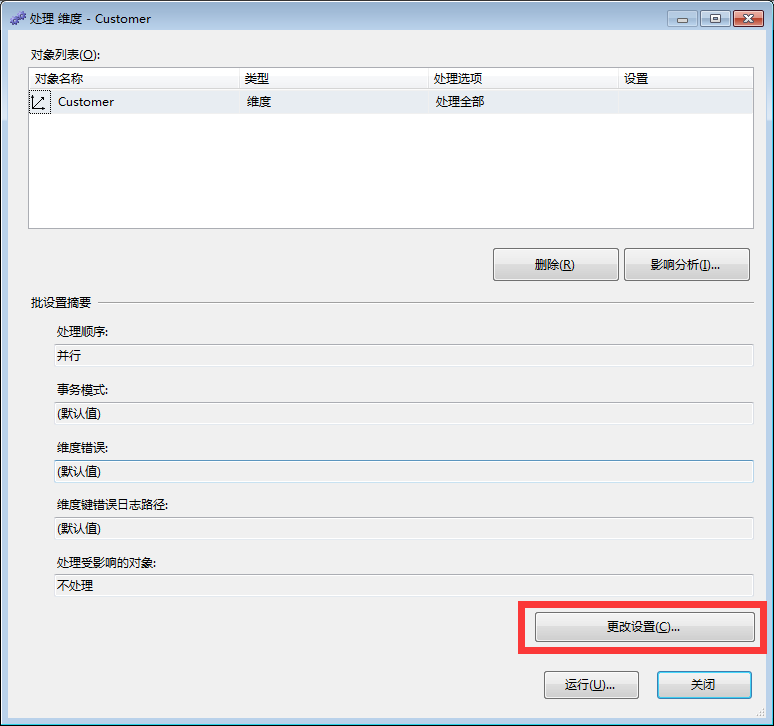 处理 维度 - Customer
对象列表(O):
对象名称 类型 处理选项 设置
Customer 维度 处理全部
删除(R) 影响分析(I)...
批设置摘要
处理顺序:
并行
事务模式:
(默认值)
维度错误:
(默认值)
维度键错误日志路径:
(默认值)
处理受影响的对象:
不处理
更改设置(C)...
运行(U)... 关闭